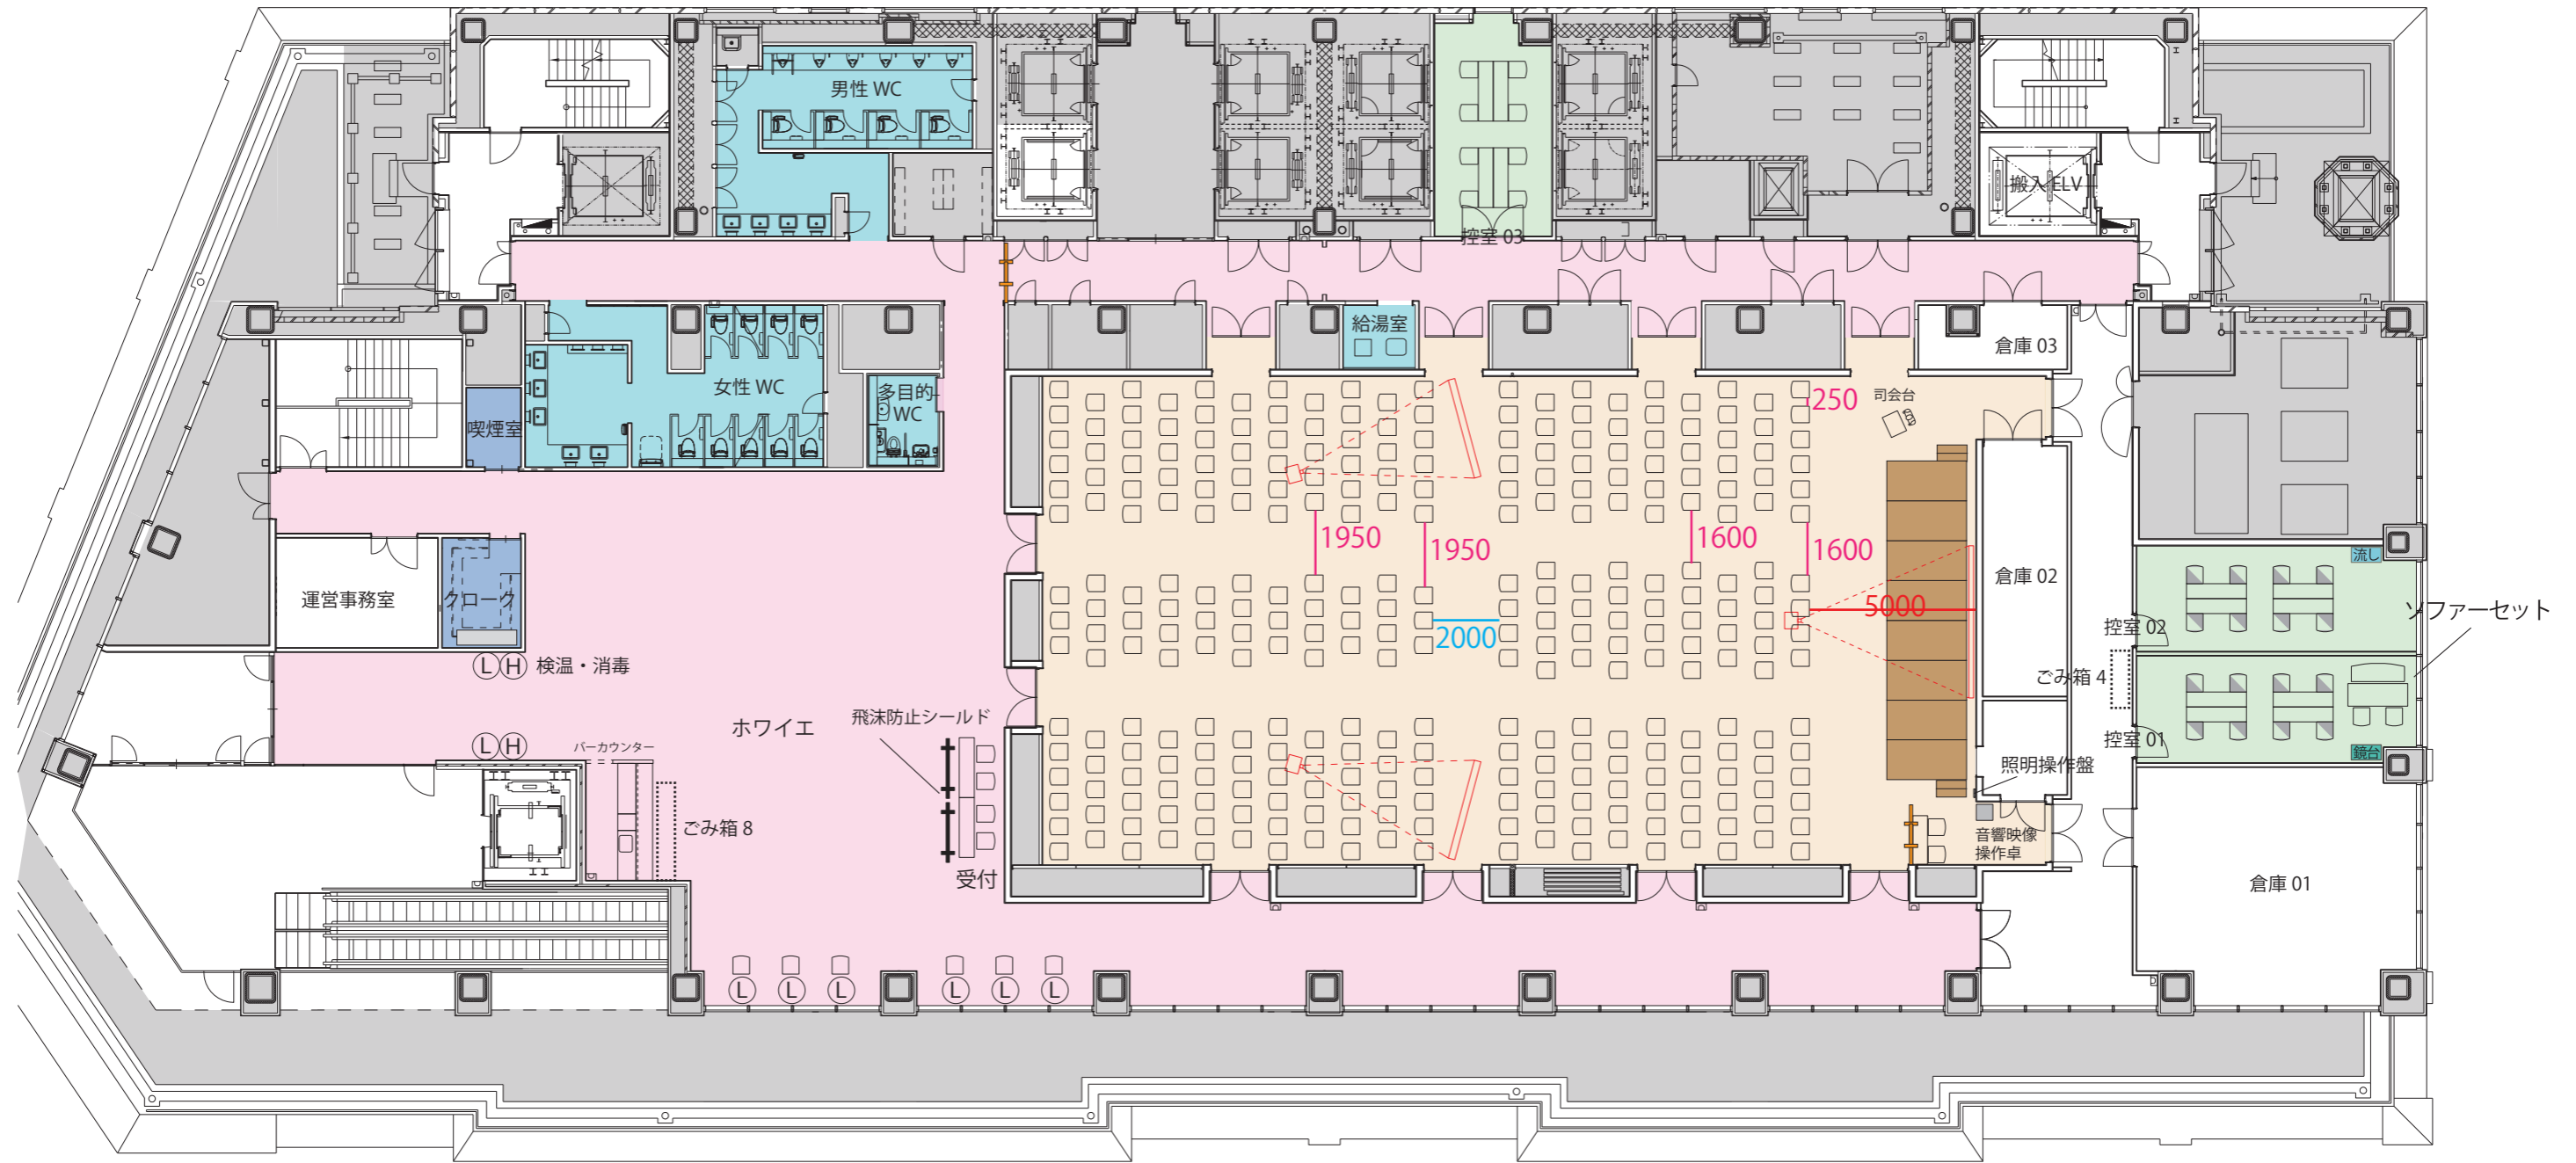 男性 WC
搬入 ELV
控室 03
給湯室
倉庫 03
女性 WC
多目的
WC
喫煙室
250
司会台
1950
1950
1600
1600
流し
倉庫 02
運営事務室
クローク
5000
ソファーセット
控室 02
2000
L H 検温・消毒
ごみ箱 4
飛沫防止シールド
ホワイエ
控室 01
L H
バーカウンター
鏡台
照明操作盤
ごみ箱 8
音響映像
操作卓
受付
倉庫 01
L L L L L L